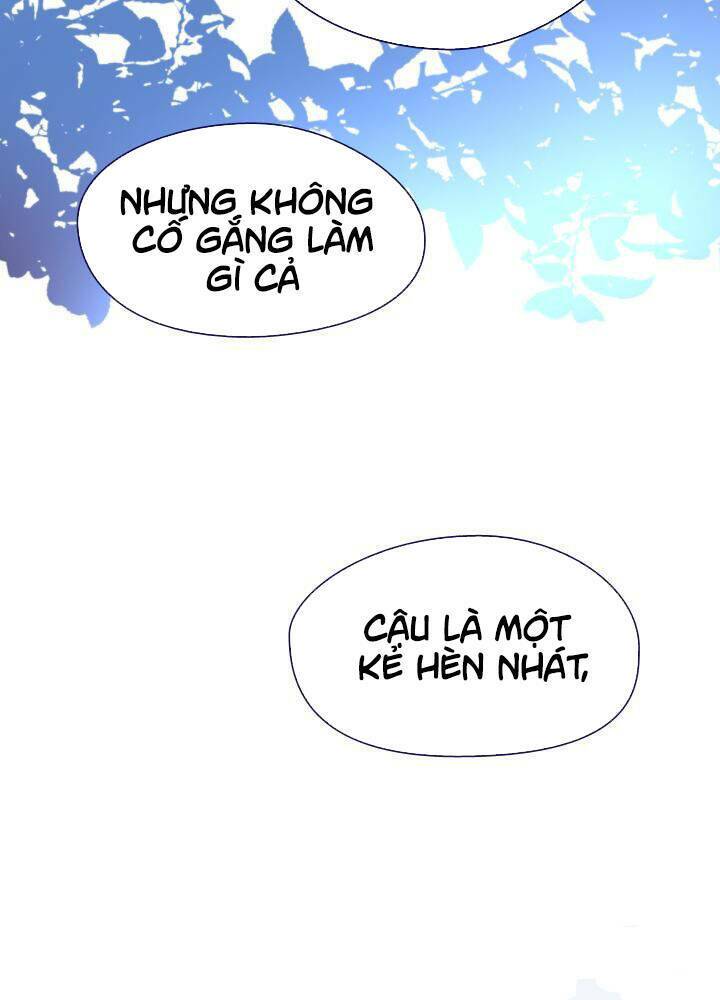 NHƯNG KHÔNG
CỐ GẮNG LÀM
GÌ CẢ
CẬU LÀ MỘT
KẺ HÈN NHÁT,